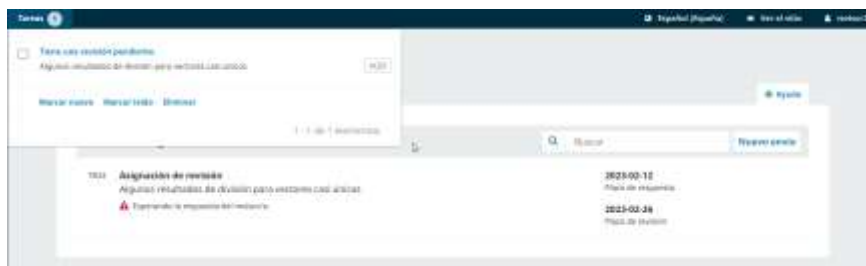 Tareas 1
Español (España)
Ver el sitio
Tiene una revisión pendiente
Algunos resultados de división para vectores casi únicos
Marcar nuevo Marcar leído Eliminar
Ayuda
1 - 1 de 1 elementos
Buscar
Nuevo envío
Asignación de revisión
2023-02-12
Algunos resultados de división para vectores casi únicos
Plazo de respuesta
Esperando la respuesta del revisor/a
2023-02-26
Plazo de revisión